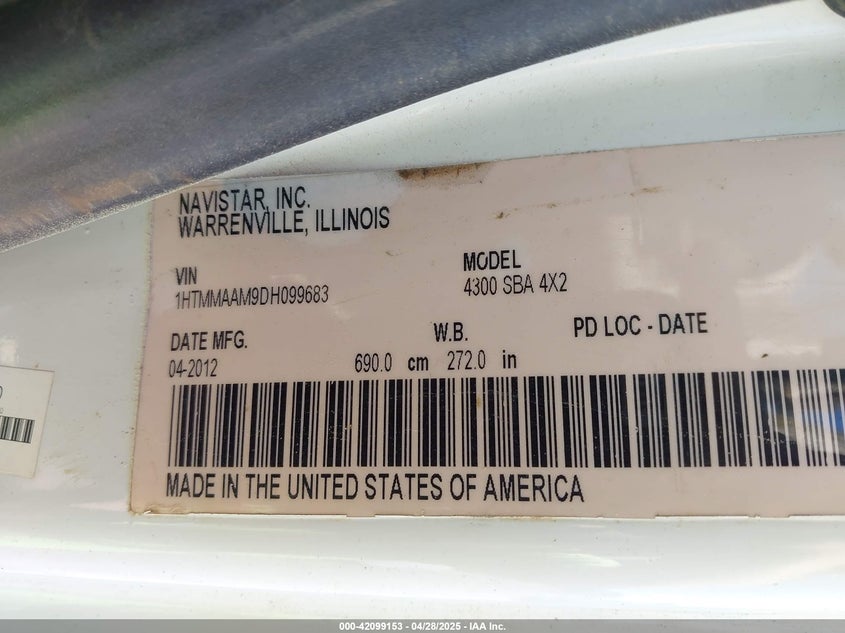 NAVISTAR, INC.
WARRENVILLE, ILLINOIS
VIN
1HTMMAAM9DH099683
MODEL
4300 SBA 4X2
DATE MFG.
04-2012
W.B.
690.0 cm 272.0 in
PD LOC - DATE
MADE IN THE UNITED STATES OF AMERICA
000-42099153 - 04/28/2025 - IAA Inc.